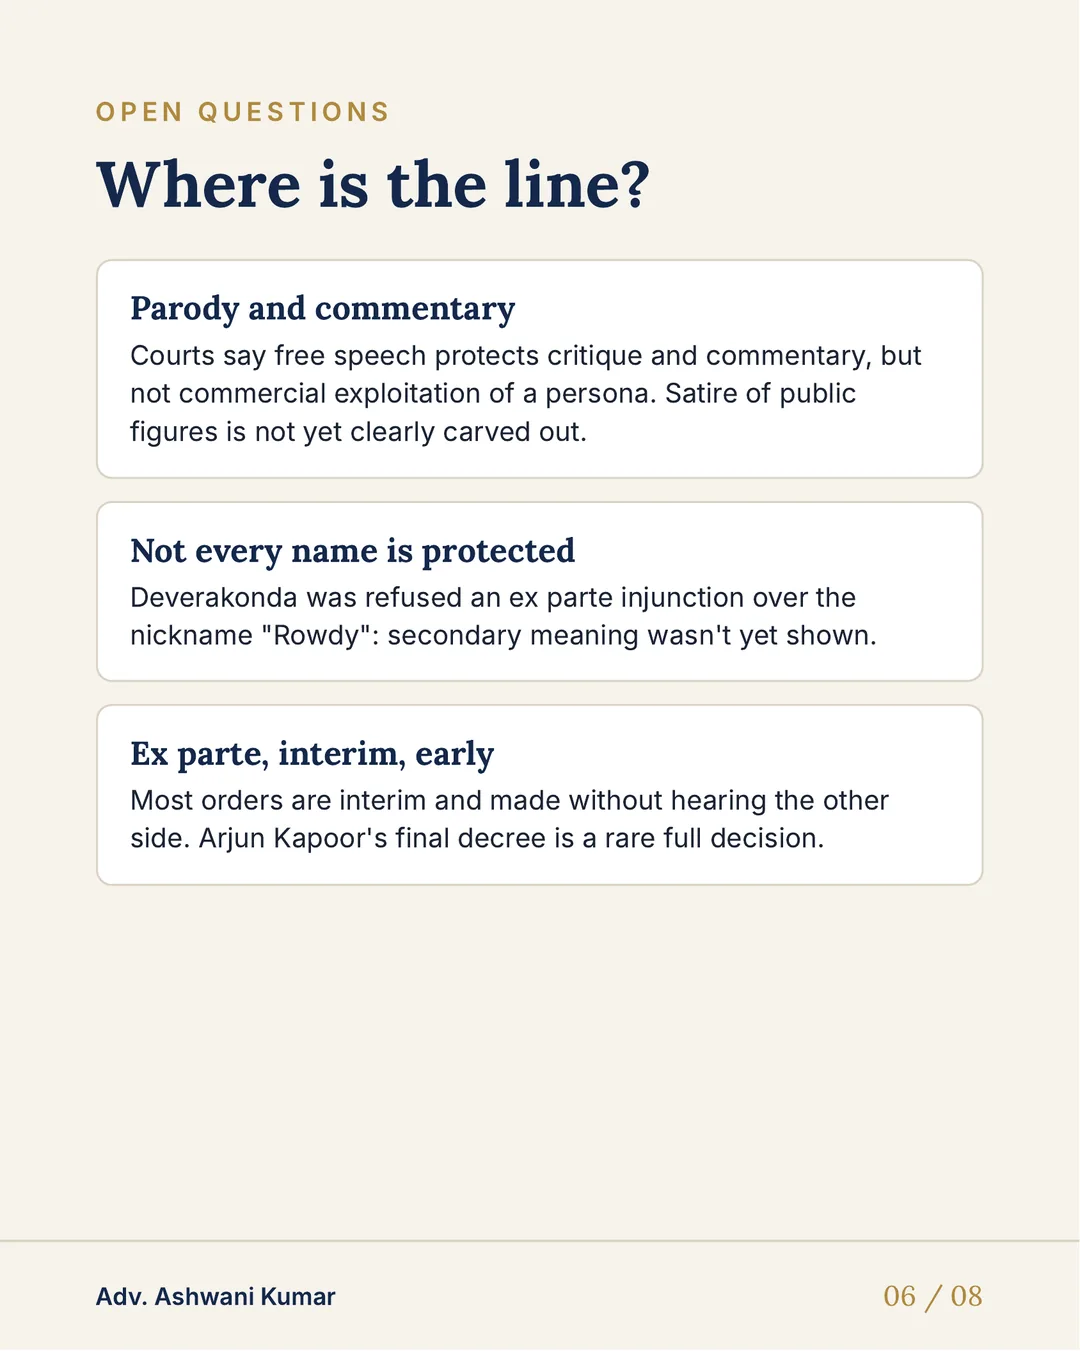 OPEN QUESTIONS
Where is the line?
Parody and commentary
Courts say free speech protects critique and commentary, but
not commercial exploitation of a persona. Satire of public
figures is not yet clearly carved out.
Not every name is protected
Deverakonda was refused an ex parte injunction over the
nickname "Rowdy": secondary meaning wasn't yet shown.
Ex parte, interim, early
Most orders are interim and made without hearing the other
side. Arjun Kapoor's final decree is a rare full decision.
Adv. Ashwani Kumar
06 / 08